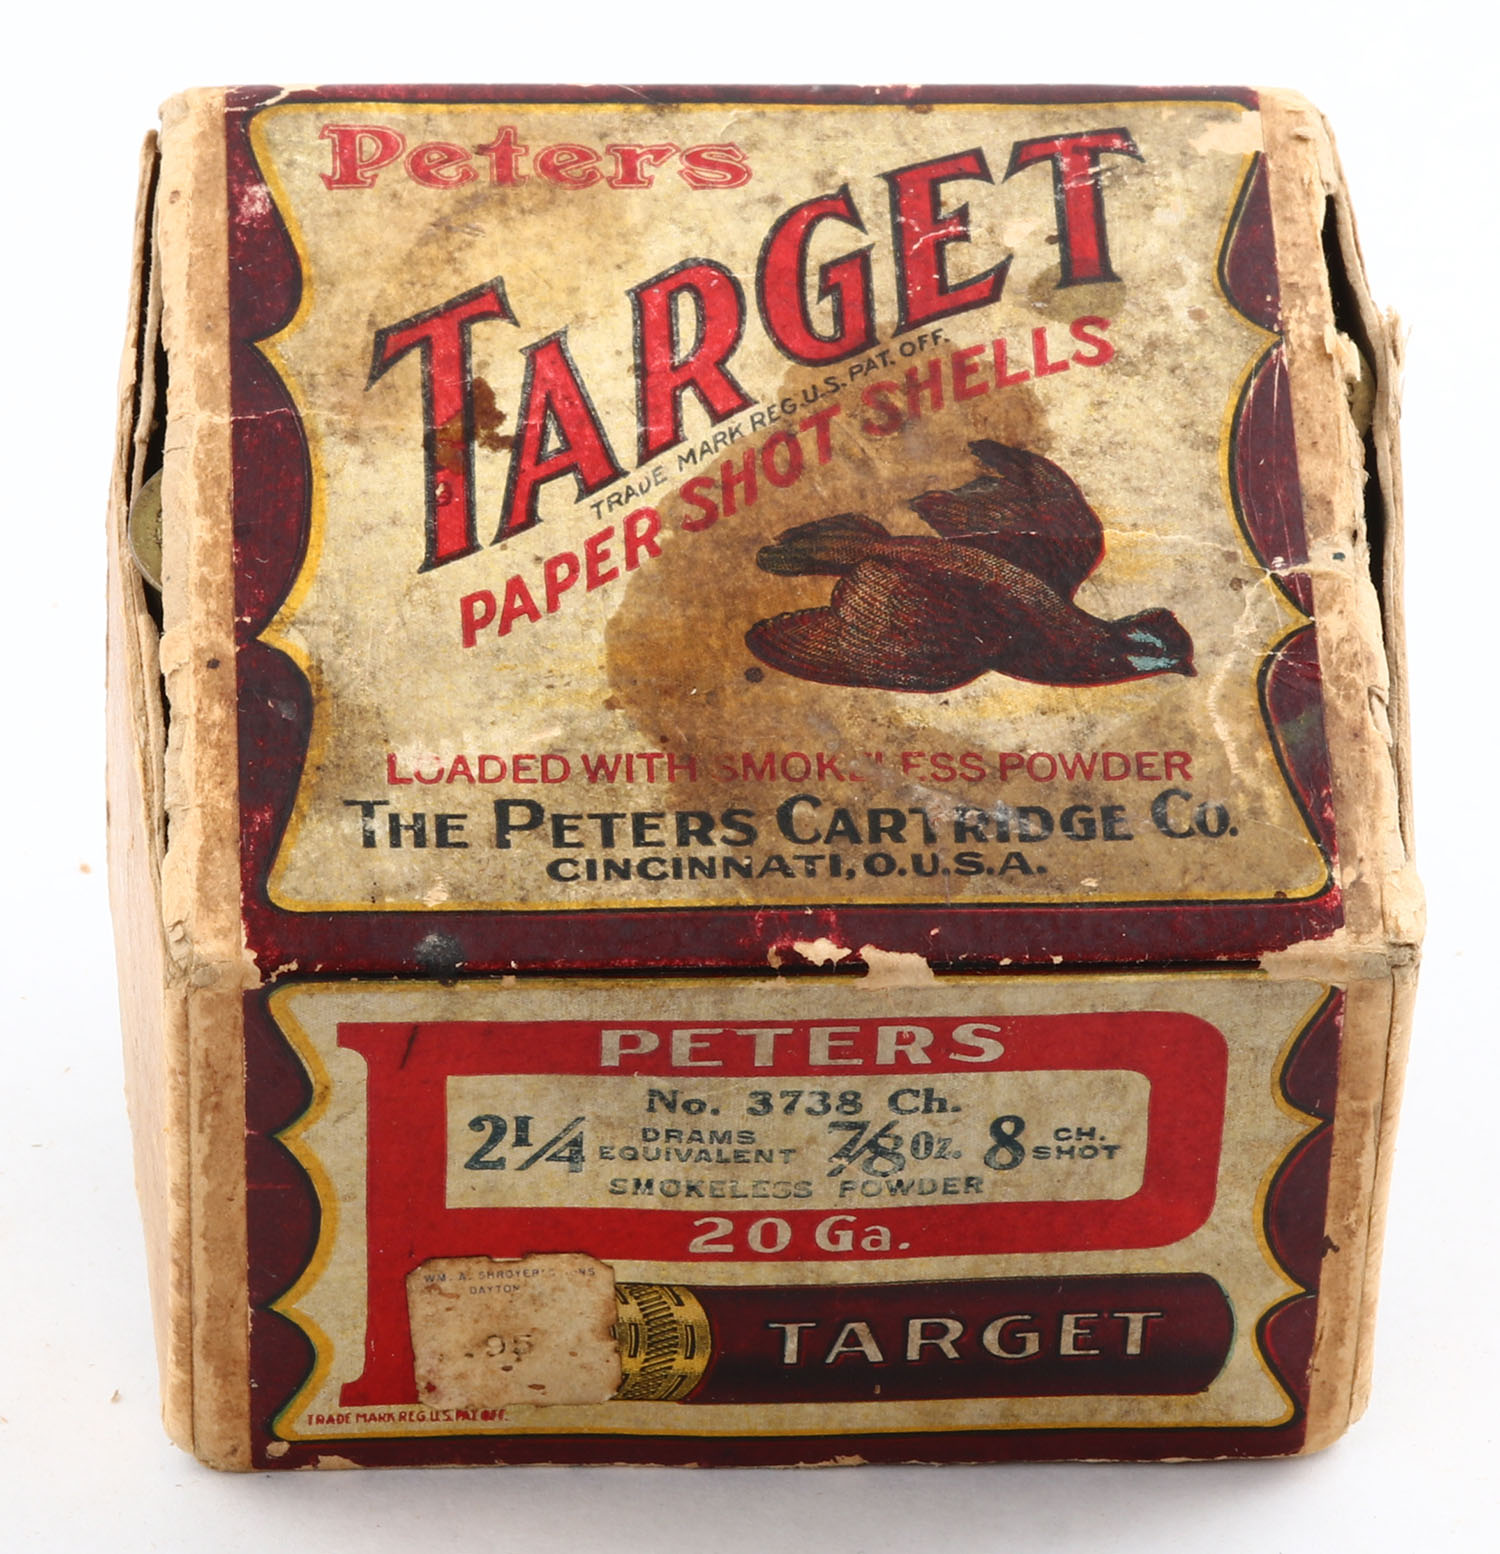 Peters
TARGET
TRADE MARK REG.U.S. PAT. OFF.
PAPER SHOT SHELLS
LOADED WITH SMOKELESS POWDER
THE PETERS CARTRIDGE CO.
CINCINNATI, O.U.S.A.
PETERS
No. 3738 Ch.
2 1/4 DRAMS EQUIVALENT 7/8 Oz. 8 CH. SHOT
SMOKELESS POWDER
20 Ga.
WM. A. SHROYER
DAYTON
95
TARGET
TRADE MARK REG.U.S.PAT.OFF.